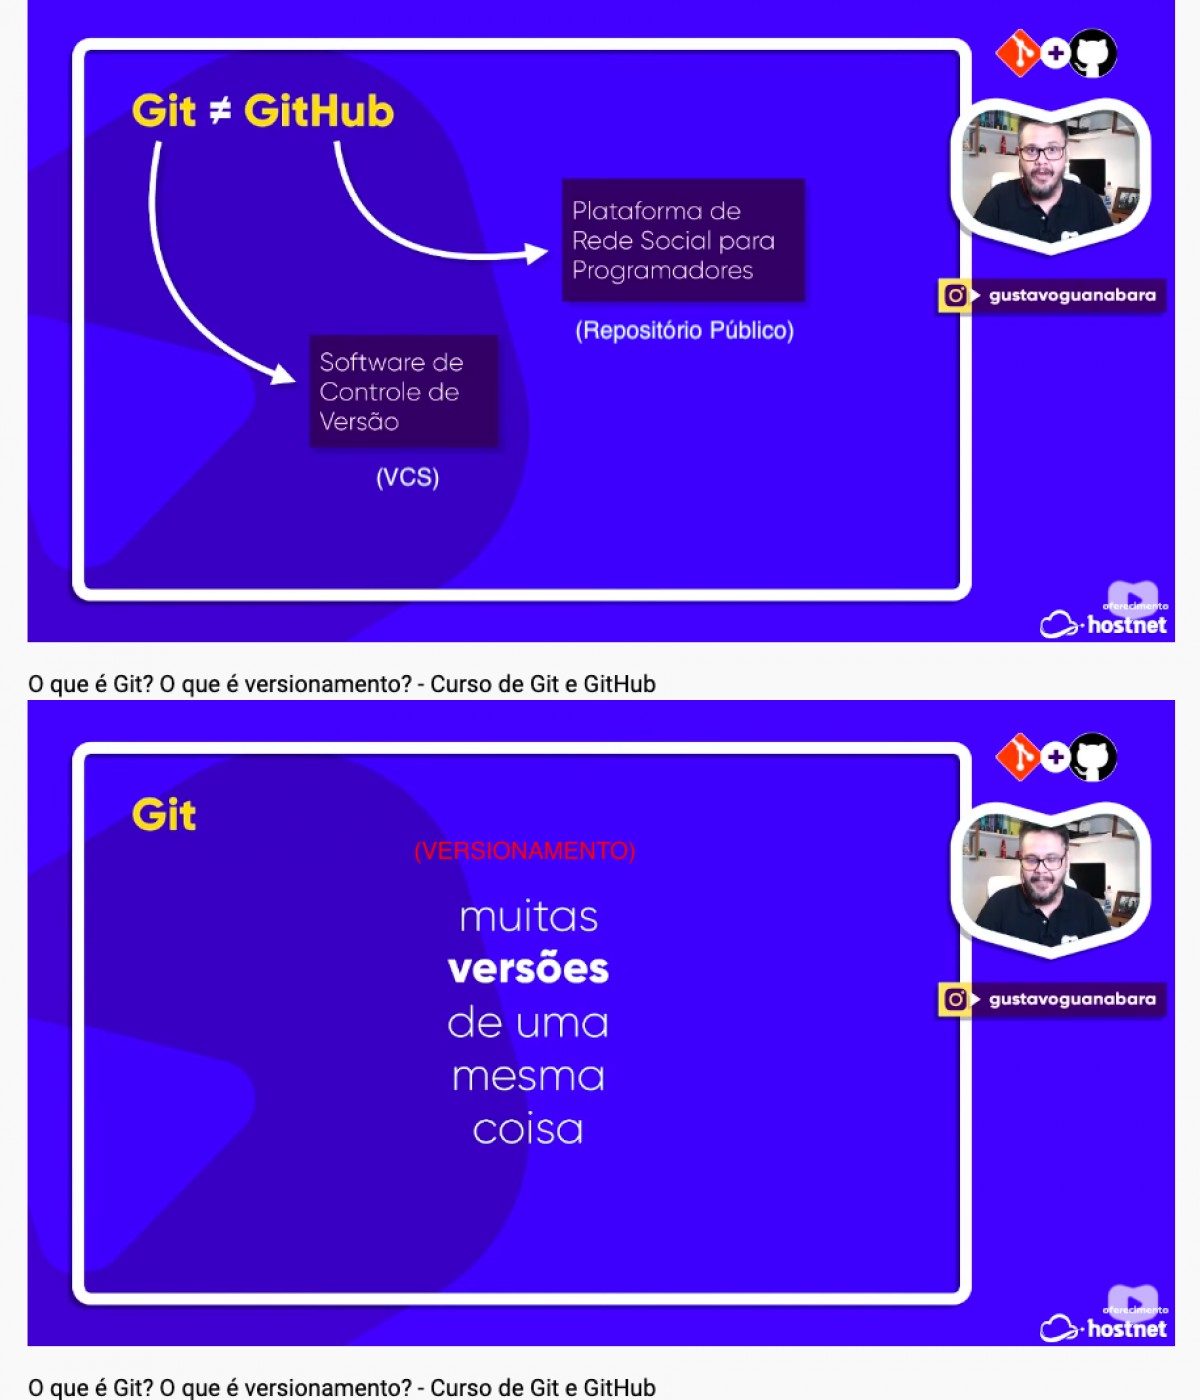 Git ≠ GitHub
Plataforma de
Rede Social para
Programadores
(Repositório Público)
Software de
Controle de
Versão
(VCS)
gustavoguanabara
oferecimento
hostnet
O que é Git? O que é versionamento? - Curso de Git e GitHub
Git
(VERSIONAMENTO)
muitas
versões
de uma
mesma
coisa
gustavoguanabara
oferecimento
hostnet
O que é Git? O que é versionamento? - Curso de Git e GitHub